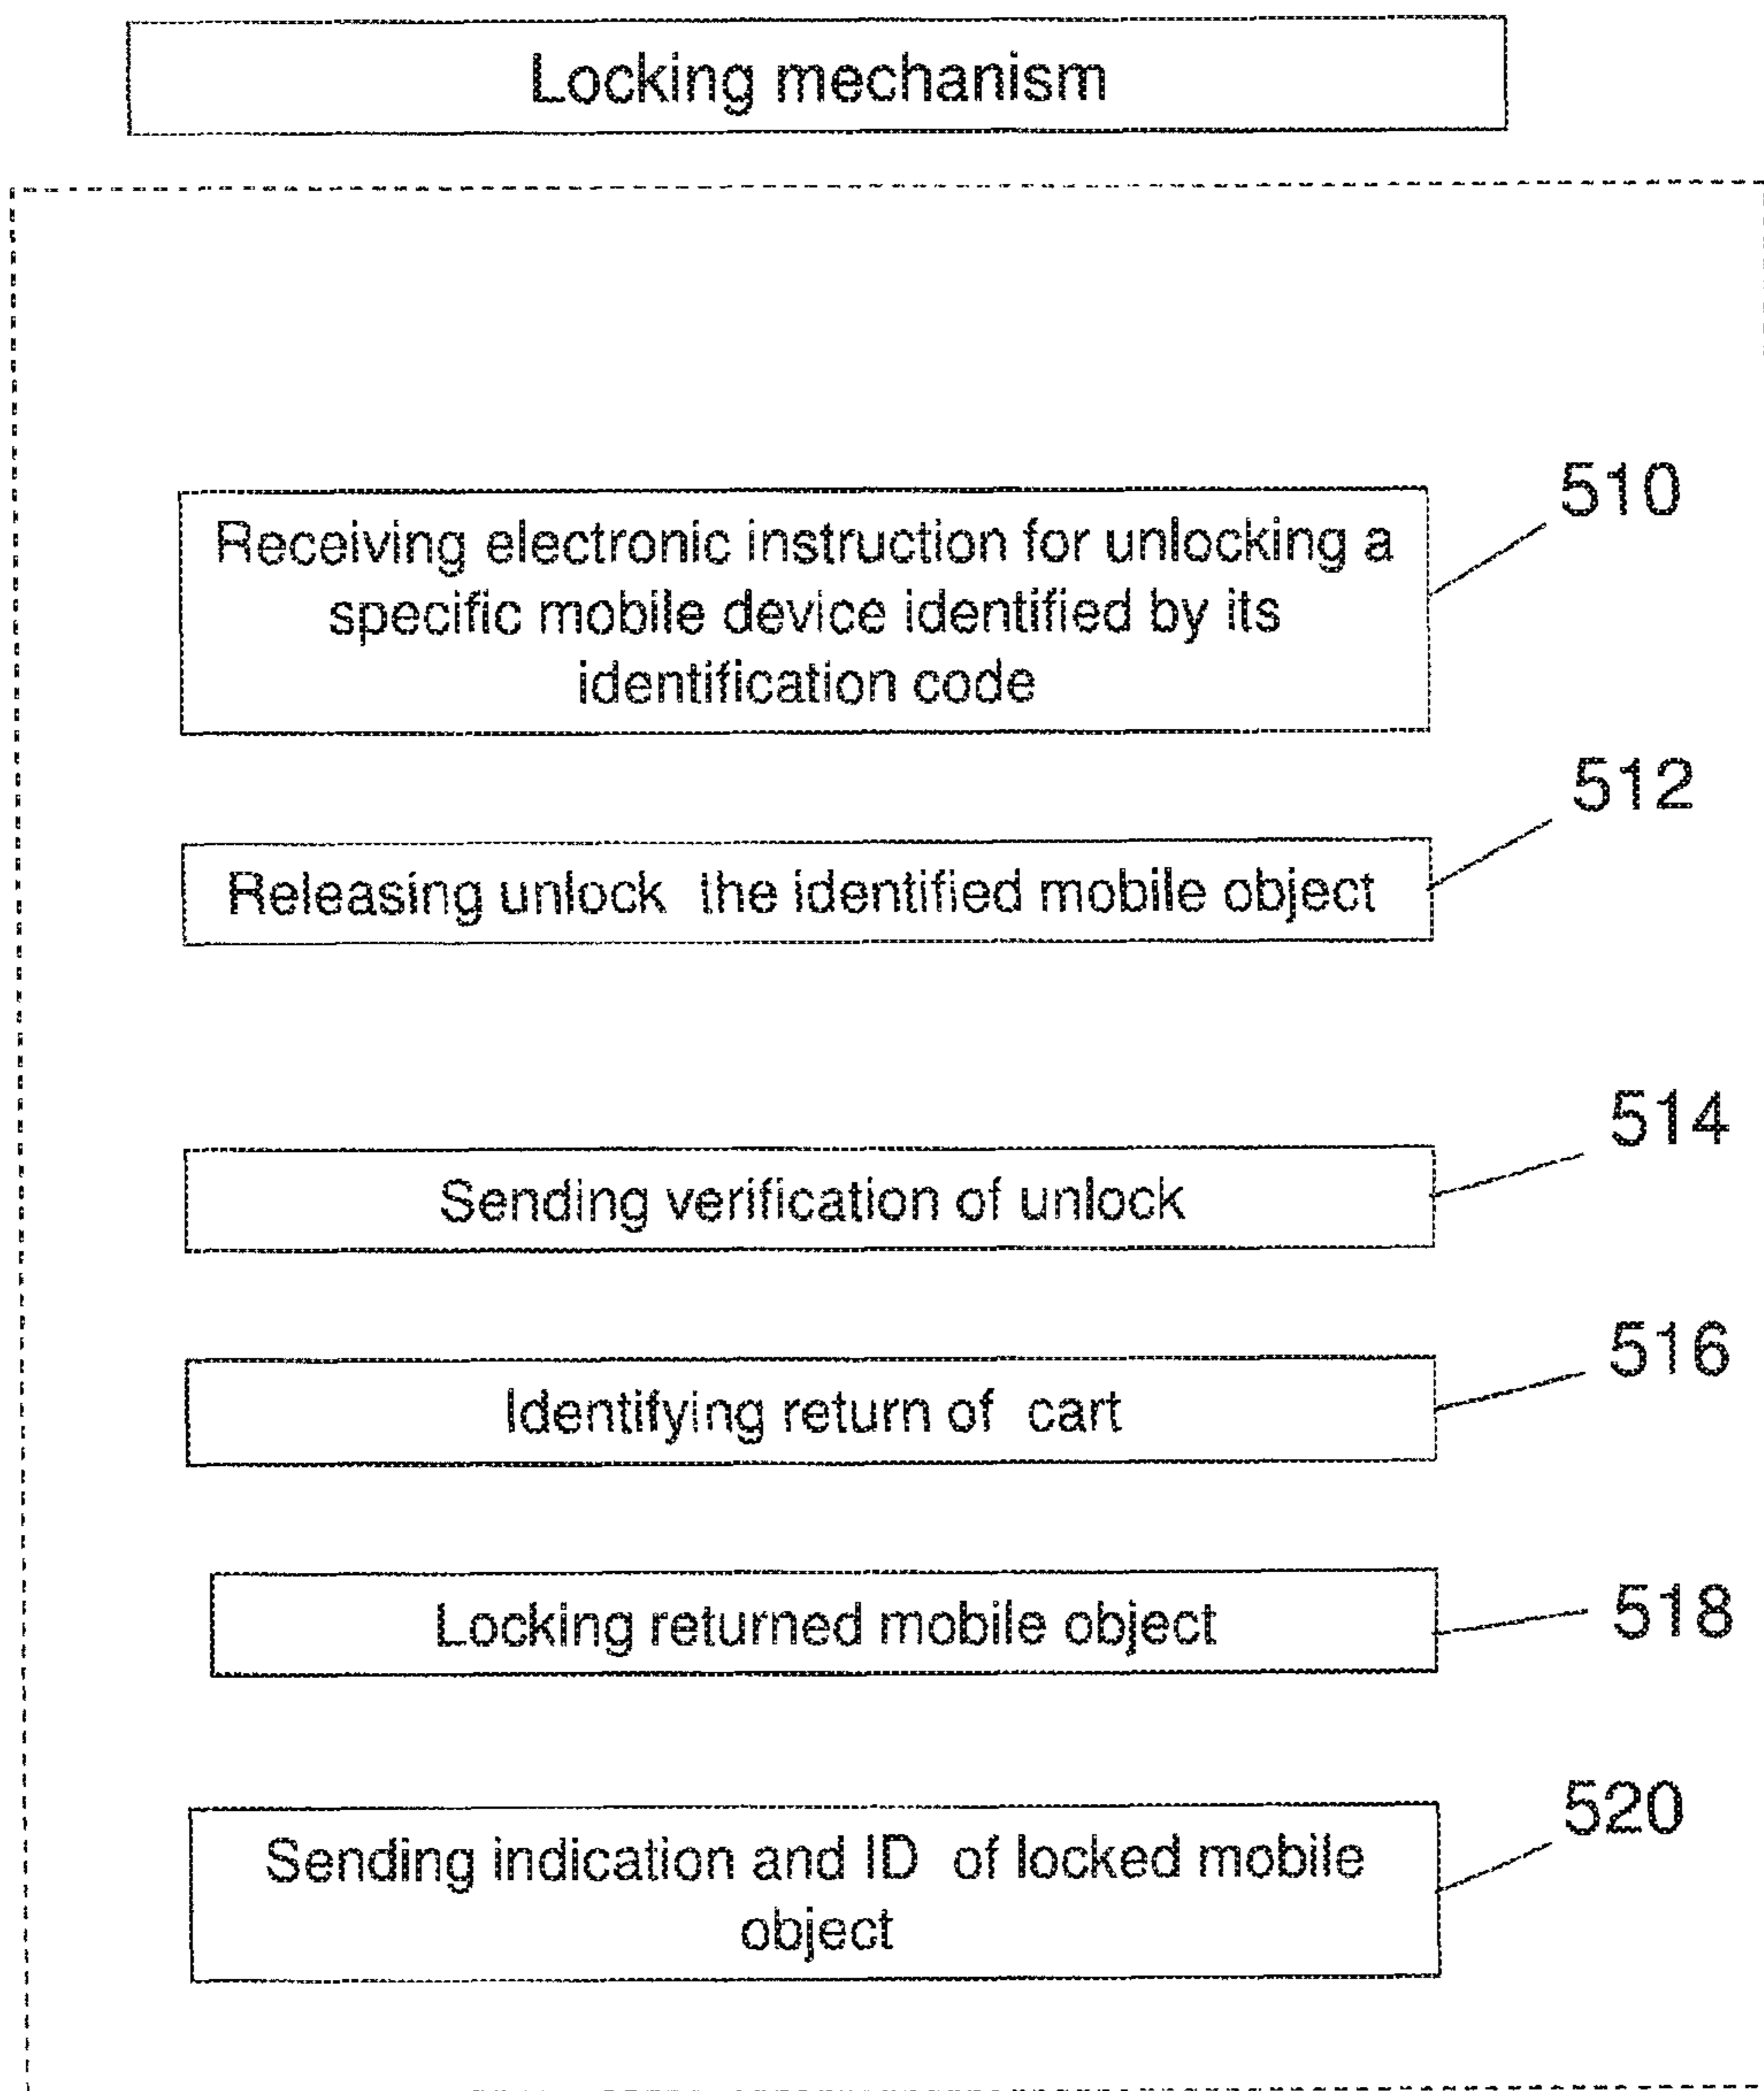 Locking mechanism
510
Receiving electronic instruction for unlocking a
specific mobile device identified by its
identification code
512
Releasing unlock the identified mobile object
514
Sending verification of unlock
516
Identifying return of cart
518
Locking returned mobile object
520
Sending indication and ID of locked mobile
object